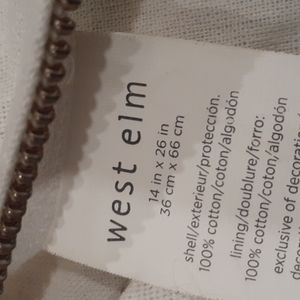 west elm
14 in x 26 in
36 cm x 66 cm
shell/exterieur/protección.
100% cotton/coton/algodón
lining/doublure/forro:
100% cotton/coton/algodón
exclusive of decorati